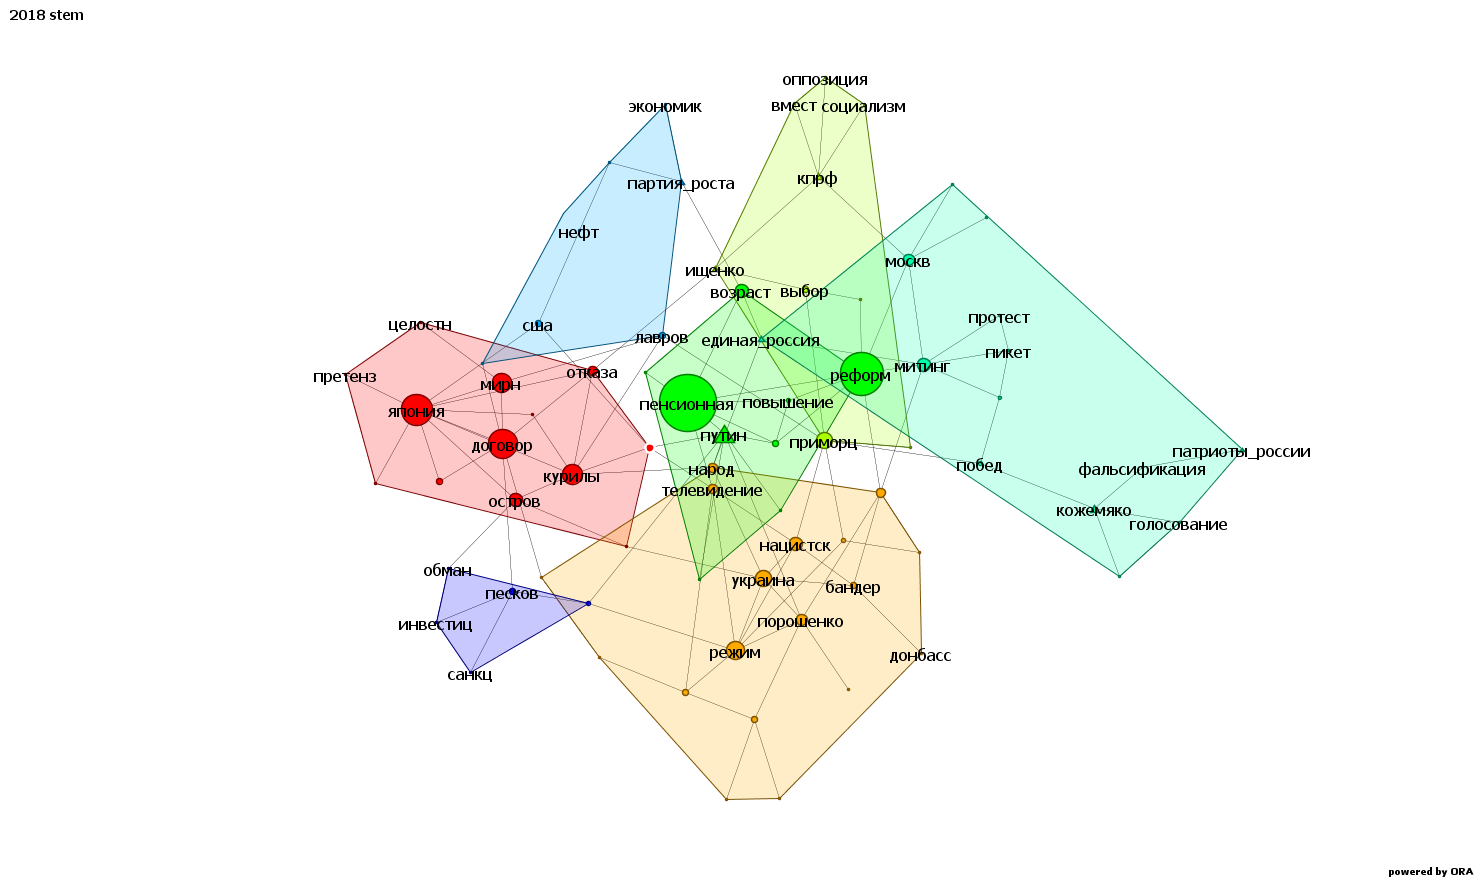 2018 stem
оппозиция
экономик
вмест
социализм
кпрф
партия_роста
нефт
москв
ищенко
возраст
выбор
протест
целостн
сша
лавров
единая_россия
пикет
претенз
мирн
отказа
реформ
митинг
япония
пенсионная
повышение
договор
путин
приморц
патриоты_россии
курилы
народ
побед
фальсификация
остров
телевидение
кожемяко
голосование
нацистск
обман
украина
бандер
песков
инвестиц
порошенко
режим
донбасс
санкц
powered by ORA